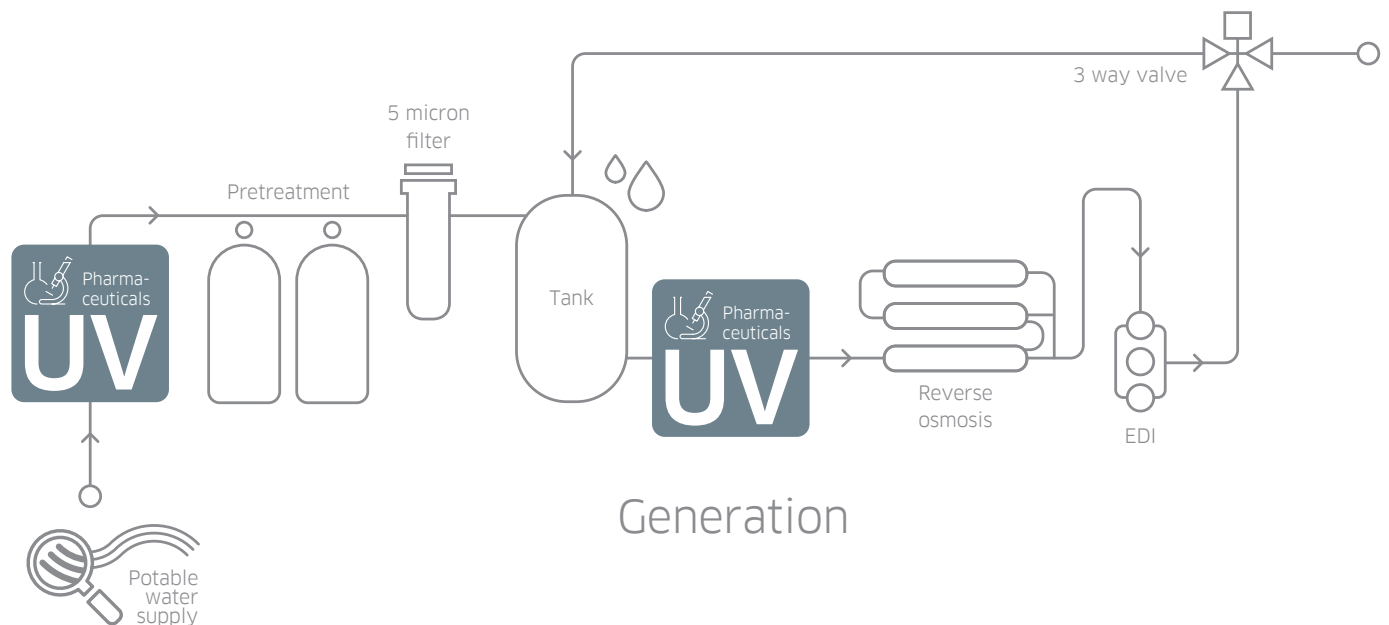 3 way valve
5 micron
filter
Pretreatment
Pharma-
ceuticals
UV
Tank
Pharma-
ceuticals
UV
Reverse
osmosis
EDI
Generation
Potable
water
supply